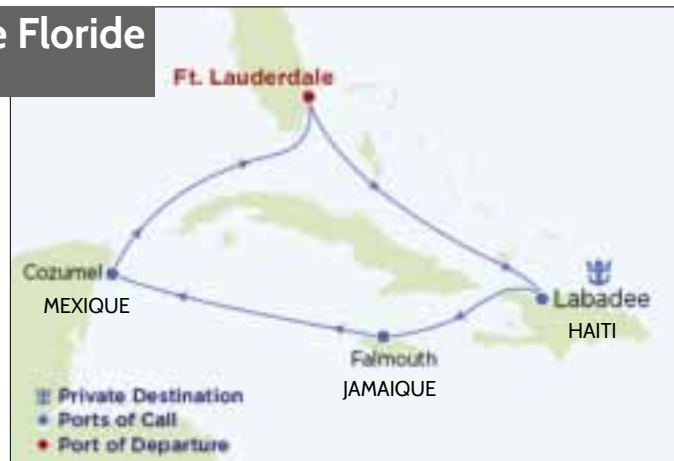 e Floride
Ft. Lauderdale
Cozumel
MEXIQUE
Labadee
HAITI
Falmouth
JAMAIQUE
Private Destination
Ports of Call
Port of Departure